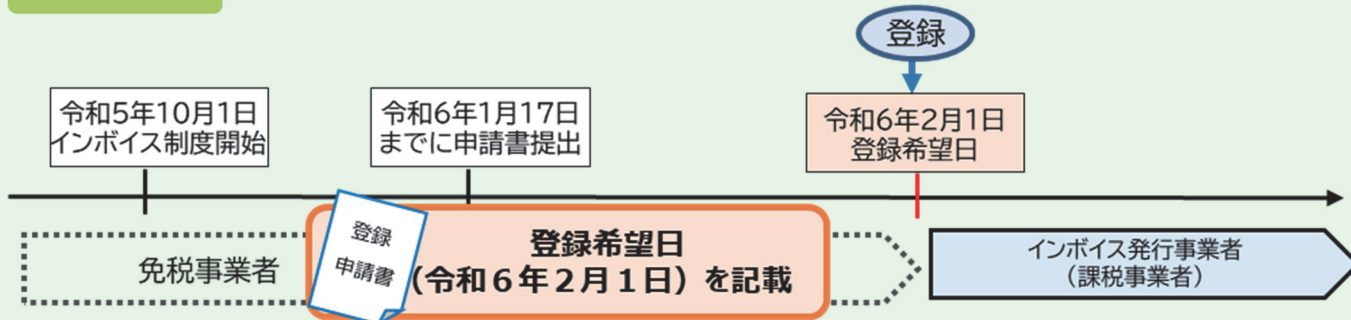 登録
令和5年10月1日
インボイス制度開始
令和6年1月17日
までに申請書提出
令和6年2月1日
登録希望日
登録
申請書
免税事業者
登録希望日
(令和6年2月1日)を記載
インボイス発行事業者
(課税事業者)